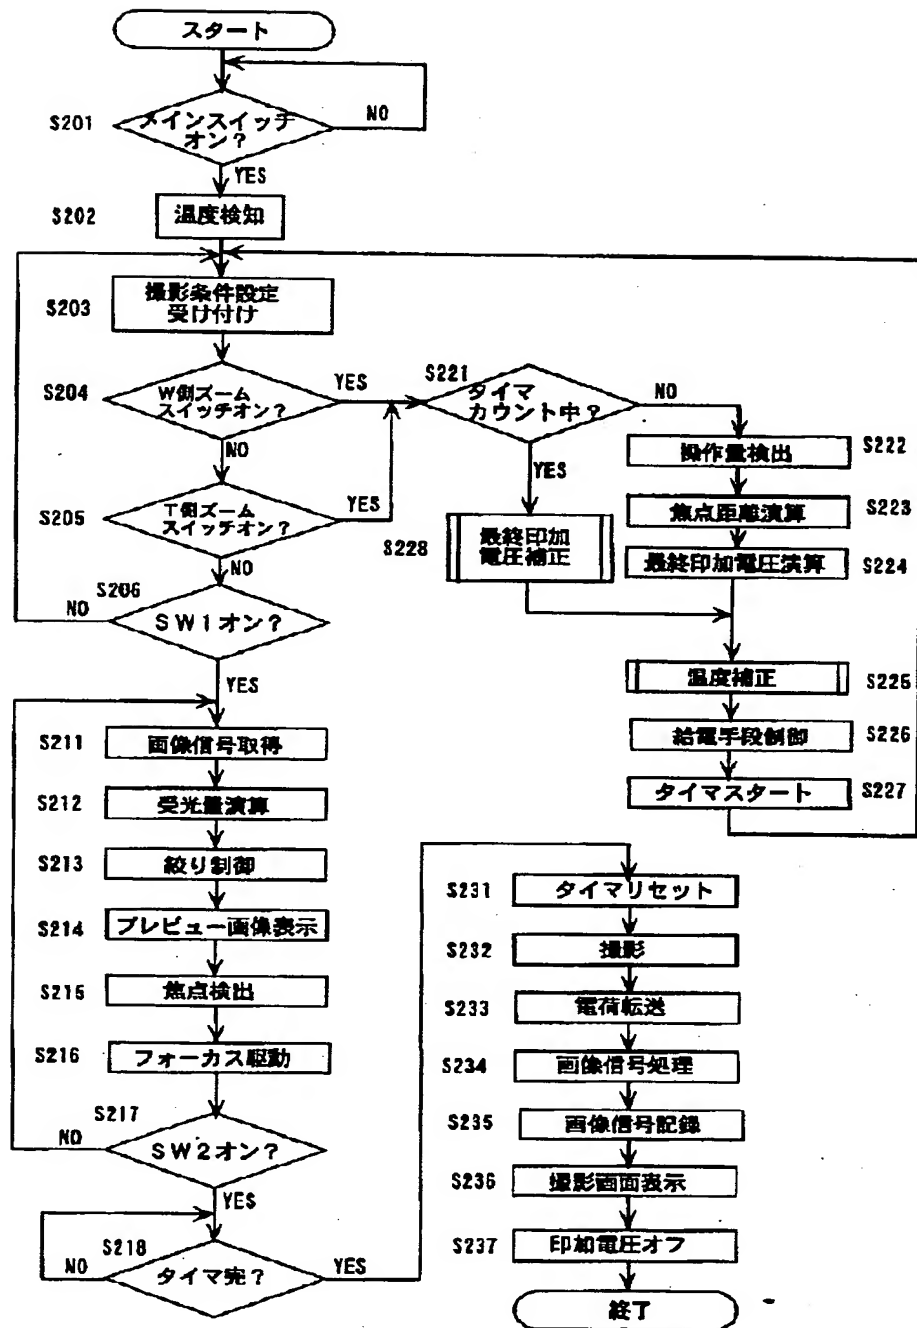 スタート
S201
メインスイッチ
オン？
NO
YES
S202
温度検知
S203
撮影条件設定
受け付け
S204
W側ズーム
スイッチオン？
YES
NO
S205
T側ズーム
スイッチオン？
YES
NO
S206
SW1オン？
NO
YES
S221
タイマ
カウント中？
NO
YES
S222
操作量検出
S223
焦点距離演算
S224
最終印加電圧演算
S228
最終印加
電圧補正
S225
温度補正
S226
給電手段制御
S227
タイマスタート
S211
画像信号取得
S212
受光量演算
S213
絞り制御
S214
プレビュー画像表示
S215
焦点検出
S216
フォーカス駆動
S217
SW2オン？
NO
YES
S218
タイマ完？
NO
YES
S231
タイマリセット
S232
撮影
S233
電荷転送
S234
画像信号処理
S235
画像信号記録
S236
撮影画面表示
S237
印加電圧オフ
終了